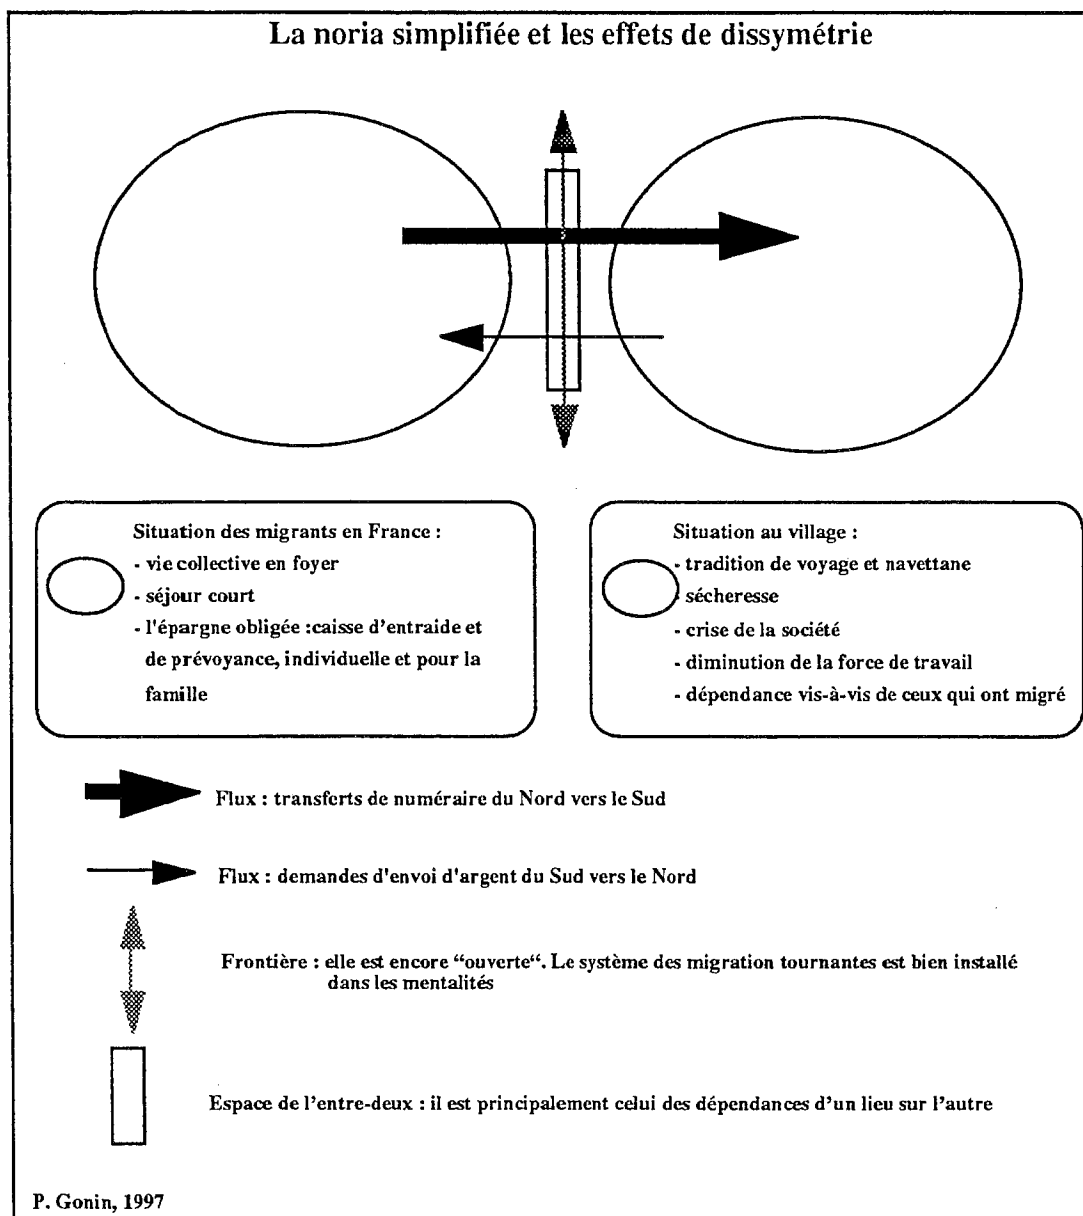 La noria simplifiée et les effets de dissymétrie
Situation des migrants en France :
- vie collective en foyer
- séjour court
- l'épargne obligée :caisse d'entraide et
de prévoyance, individuelle et pour la
famille
Situation au village :
- tradition de voyage et navettane
- sécheresse
- crise de la société
- diminution de la force de travail
- dépendance vis-à-vis de ceux qui ont migré
Flux : transferts de numéraire du Nord vers le Sud
Flux : demandes d'envoi d'argent du Sud vers le Nord
Frontière : elle est encore “ouverte“. Le système des migration tournantes est bien installé
dans les mentalités
Espace de l'entre-deux : il est principalement celui des dépendances d'un lieu sur l'autre
P. Gonin, 1997